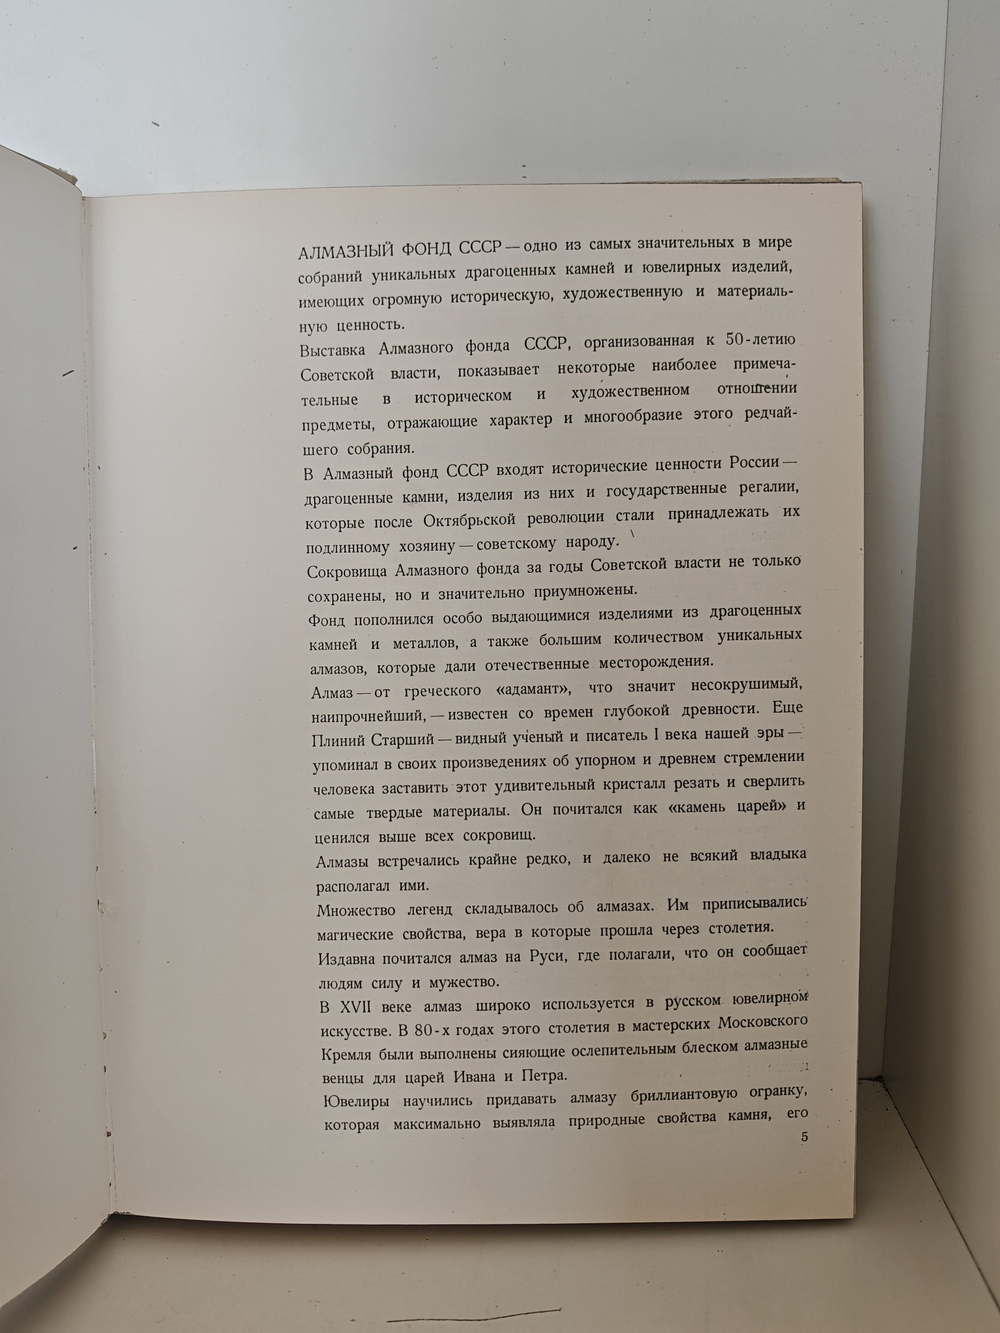 АЛМАЗНЫЙ ФОНД СССР — одно из самых значительных в мире
собраний уникальных драгоценных камней и ювелирных изделий,
имеющих огромную историческую, художественную и материаль-
ную ценность.
Выставка Алмазного фонда СССР, организованная к 50-летию
Советской власти, показывает некоторые наиболее примеча-
тельные в историческом и художественном отношении
предметы, отражающие характер и многообразие этого редчай-
шего собрания.
В Алмазный фонд СССР входят исторические ценности России —
драгоценные камни, изделия из них и государственные регалии,
которые после Октябрьской революции стали принадлежать их
подлинному хозяину — советскому народу.
Сокровища Алмазного фонда за годы Советской власти не только
сохранены, но и значительно приумножены.
Фонд пополнился особо выдающимися изделиями из драгоценных
камней и металлов, а также большим количеством уникальных
алмазов, которые дали отечественные месторождения.
Алмаз — от греческого «адамант», что значит несокрушимый,
наипрочнейший, — известен со времен глубокой древности. Еще
Плиний Старший — видный ученый и писатель I века нашей эры —
упоминал в своих произведениях об упорном и древнем стремлении
человека заставить этот удивительный кристалл резать и сверлить
самые твердые материалы. Он почитался как «камень царей» и
ценился выше всех сокровищ.
Алмазы встречались крайне редко, и далеко не всякий владыка
располагал ими.
Множество легенд складывалось об алмазах. Им приписывались
магические свойства, вера в которые прошла через столетия.
Издавна почитался алмаз на Руси, где полагали, что он сообщает
людям силу и мужество.
В XVII веке алмаз широко используется в русском ювелирном
искусстве. В 80-х годах этого столетия в мастерских Московского
Кремля были выполнены сияющие ослепительным блеском алмазные
венцы для царей Ивана и Петра.
Ювелиры научились придавать алмазу бриллиантовую огранку,
которая максимально выявляла природные свойства камня, его
5